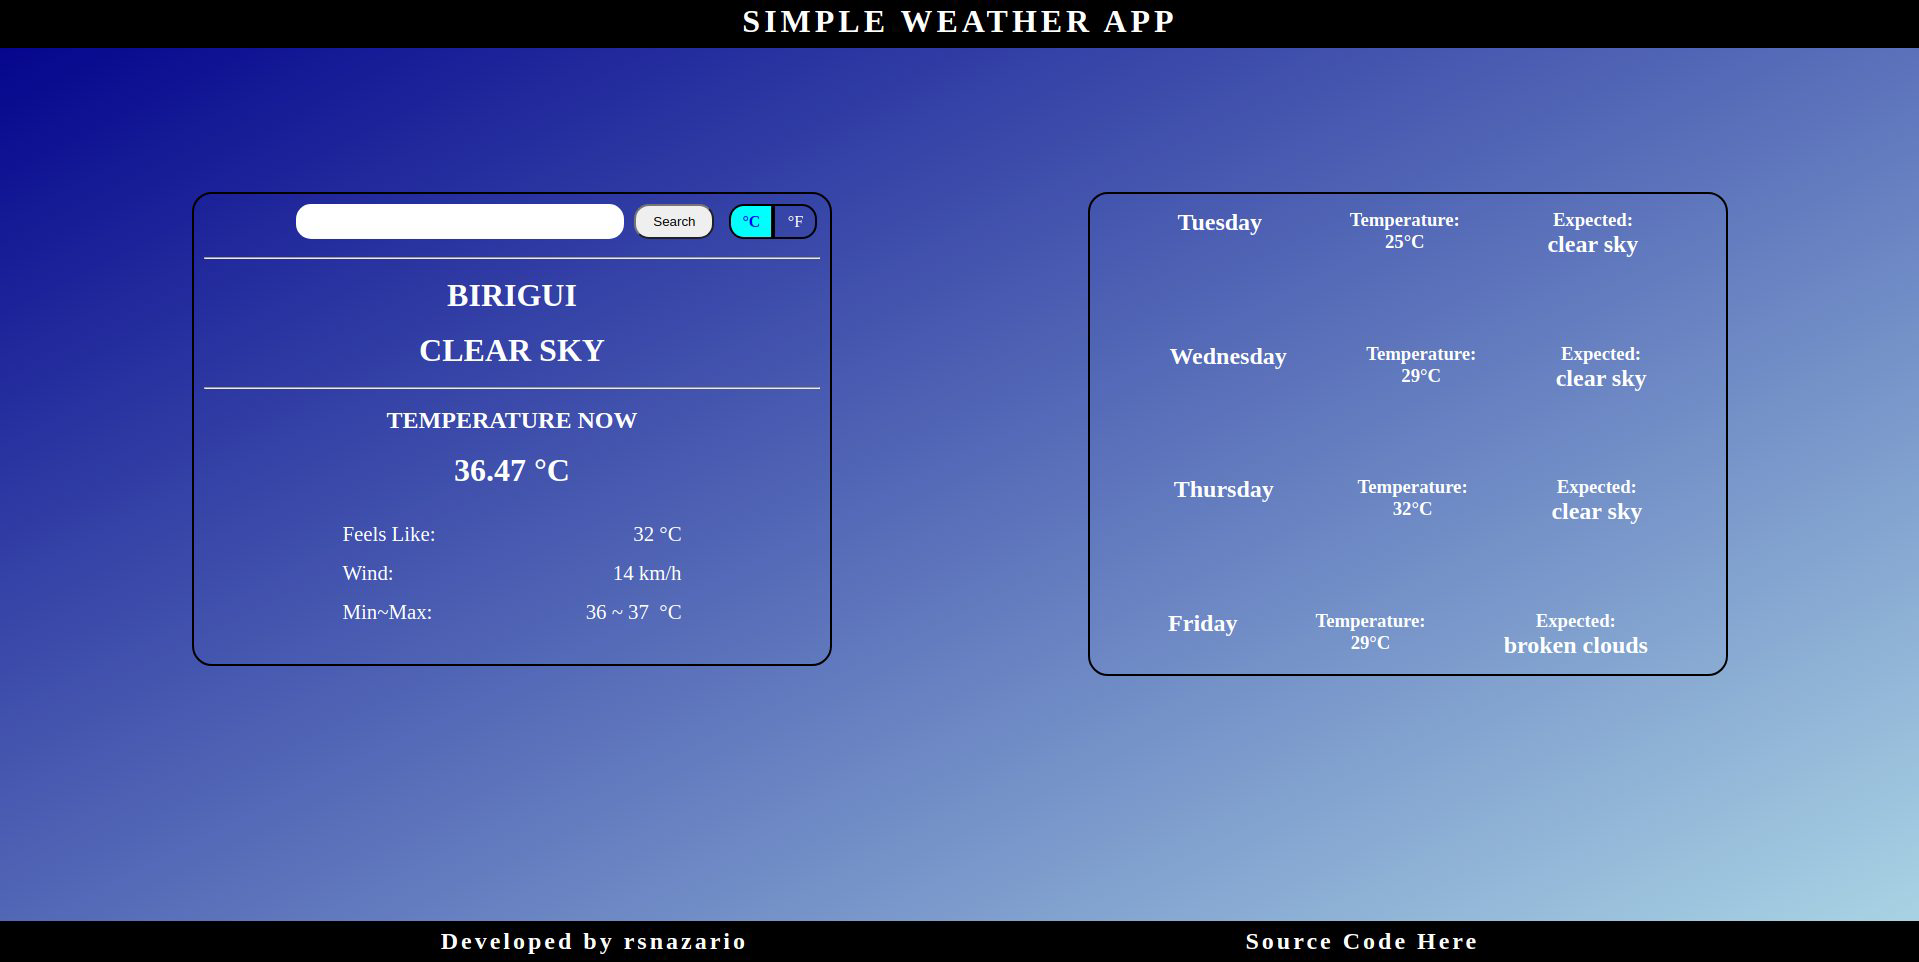 SIMPLE WEATHER APP
Search °C °F
BIRIGUI
CLEAR SKY
TEMPERATURE NOW
36.47 °C
Feels Like: 32 °C
Wind: 14 km/h
Min~Max: 36 ~ 37 °C
Tuesday Temperature: Expected:
25°C clear sky
Wednesday Temperature: Expected:
29°C clear sky
Thursday Temperature: Expected:
32°C clear sky
Friday Temperature: Expected:
29°C broken clouds
Developed by rsnazario Source Code Here